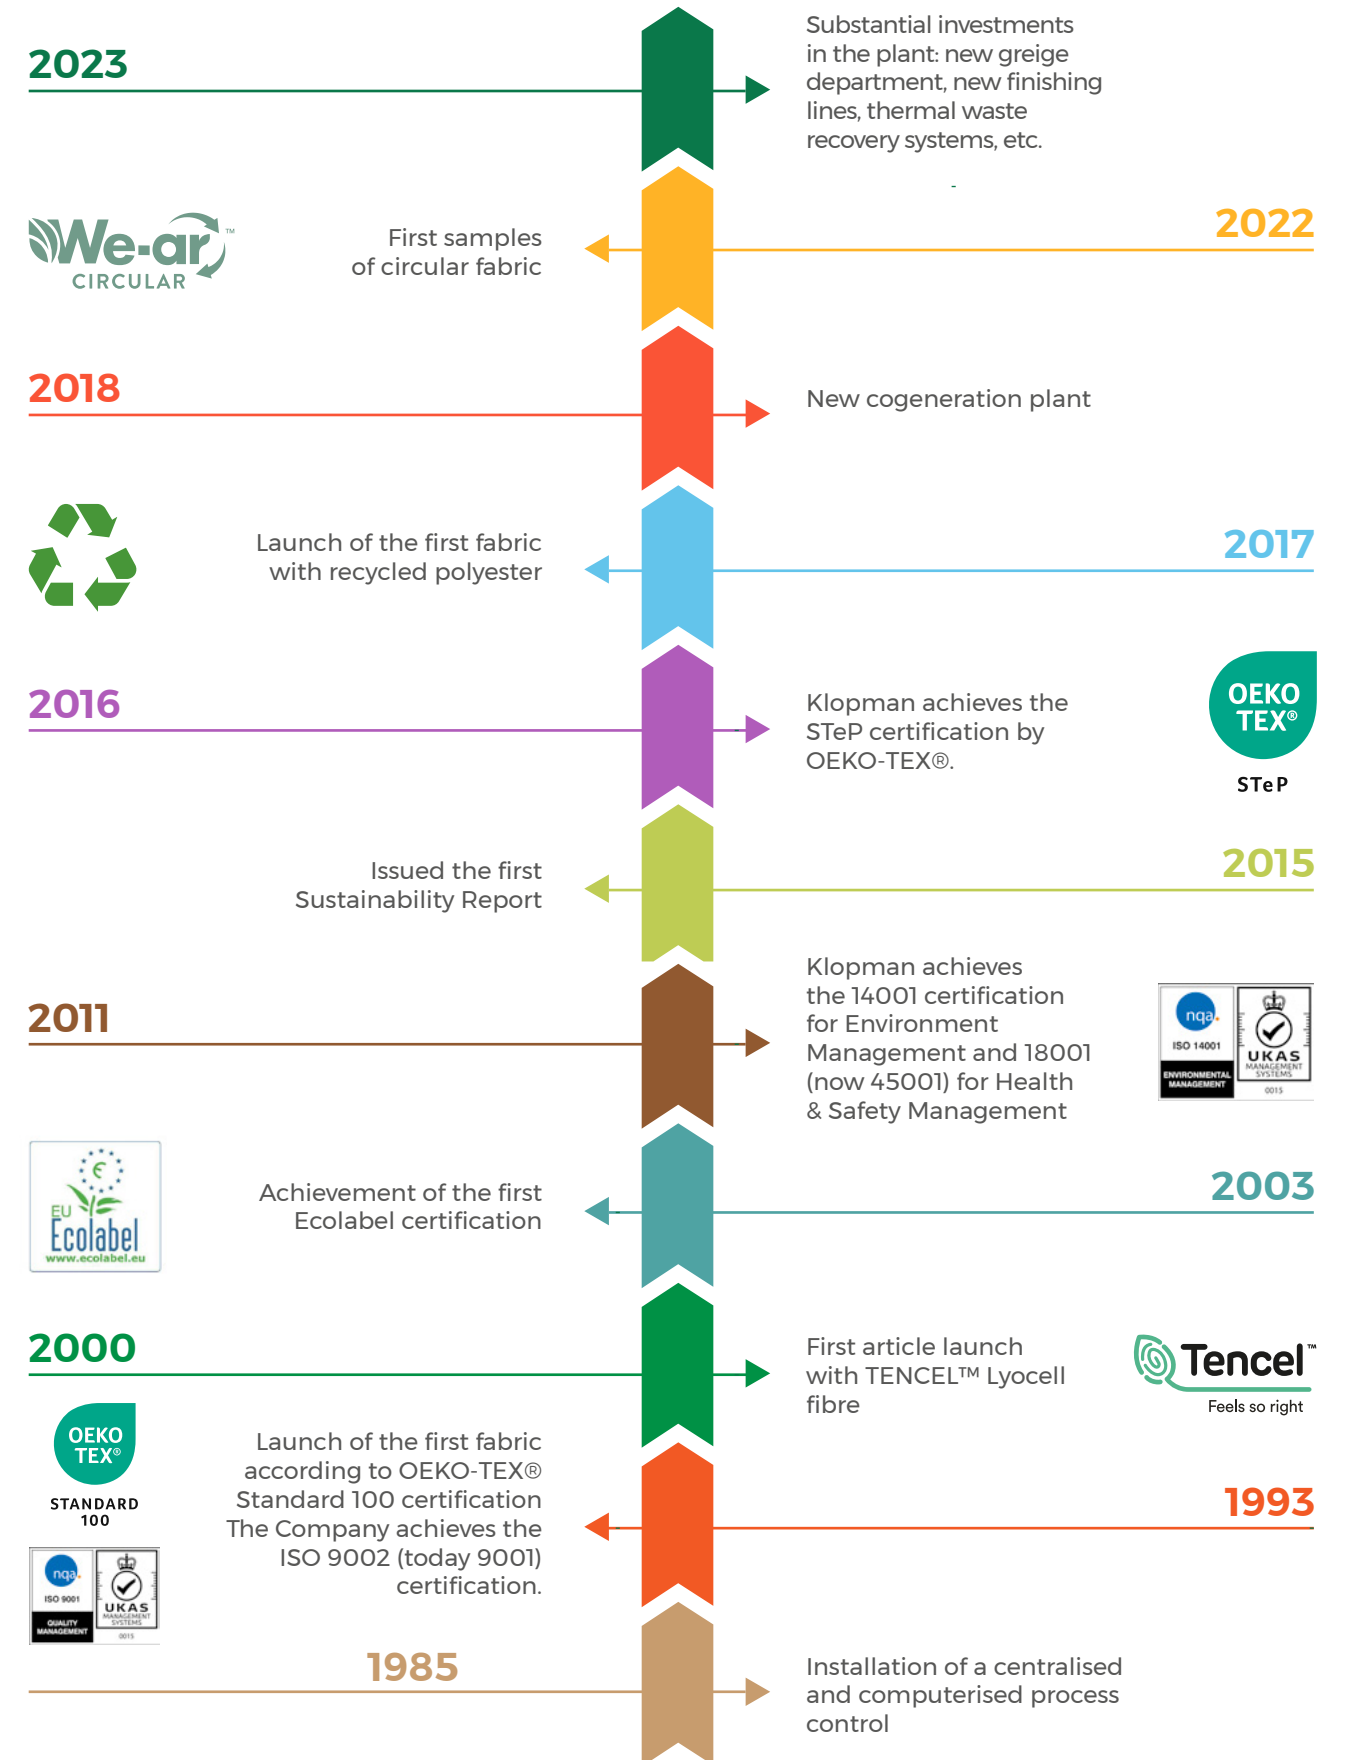 2023
Substantial investments
in the plant: new greige
department, new finishing
lines, thermal waste
recovery systems, etc.
-
2022
We-ar™
CIRCULAR
First samples
of circular fabric
2018
New cogeneration plant
2017
Launch of the first fabric
with recycled polyester
2016
Klopman achieves the
STeP certification by
OEKO-TEX®.
OEKO
TEX®
STeP
2015
Issued the first
Sustainability Report
2011
Klopman achieves
the 14001 certification
for Environment
Management and 18001
(now 45001) for Health
& Safety Management
nqa.
ISO 14001
ENVIRONMENTAL
MANAGEMENT
UKAS
MANAGEMENT
SYSTEMS
0015
2003
EU
Ecolabel
www.ecolabel.eu
Achievement of the first
Ecolabel certification
2000
First article launch
with TENCEL™ Lyocell
fibre
Tencel™
Feels so right
1993
OEKO
TEX®
STANDARD
100
Launch of the first fabric
according to OEKO-TEX®
Standard 100 certification
The Company achieves the
ISO 9002 (today 9001)
certification.
nqa.
ISO 9001
QUALITY
MANAGEMENT
UKAS
MANAGEMENT
SYSTEMS
0015
1985
Installation of a centralised
and computerised process
control